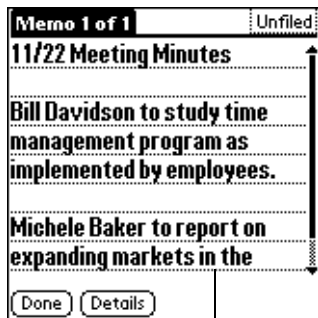 Memo 1 of 1
Unfiled
11/22 Meeting Minutes
Bill Davidson to study time
management program as
implemented by employees.
Michele Baker to report on
expanding markets in the
Done
Details